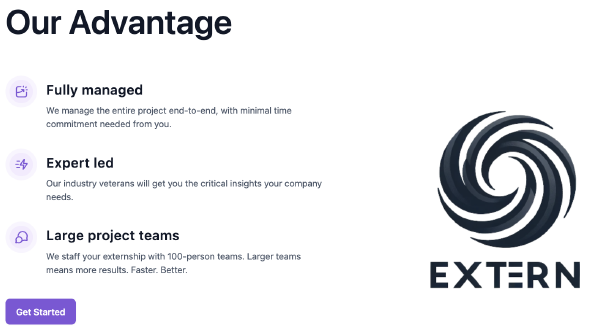 Our Advantage
Fully managed
We manage the entire project end-to-end, with minimal time
commitment needed from you.
Expert led
Our industry veterans will get you the critical insights your company
needs.
Large project teams
We staff your externship with 100-person teams. Larger teams
means more results. Faster. Better.
Get Started
EXTERN